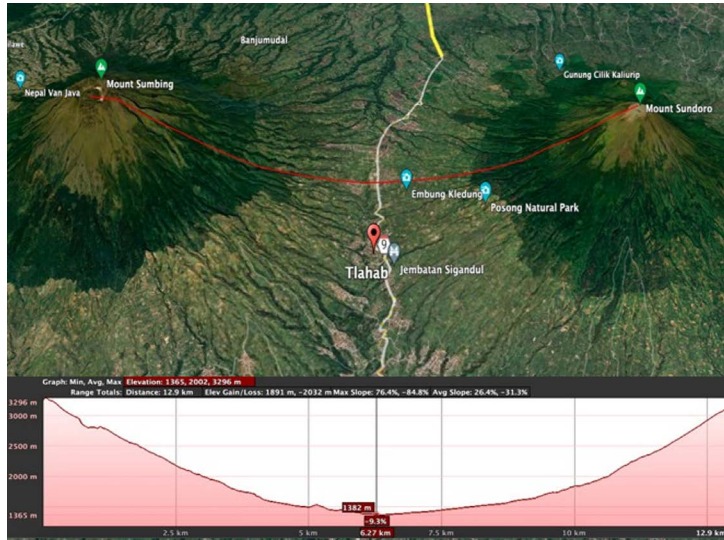 Banjumudal
Gunung Cilik Kaliurip
Mount Sumbing
Nepal Van Java
Mount Sundoro
Embung Kledung
Posong Natural Park
9
Tlahab
Jembatan Sigandul
Graph: Min, Avg, Max Elevation: 1365, 2002, 3296 m
Range Totals: Distance: 12.9 km Elev Gain/Loss: 1891 m, -2032 m Max Slope: 76.4%, -84.8% Avg Slope: 26.4%, -31.3%
3296 m
3000 m
2500 m
2000 m
1382 m
1365 m
-9.3%
2.5 km
5 km
6.27 km
7.5 km
10 km
12.9 km